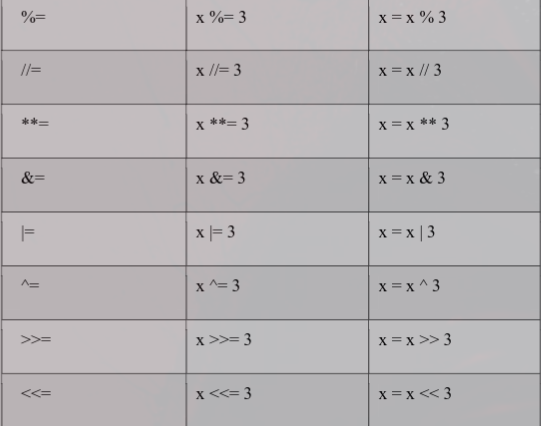 %= x %= 3 x = x % 3
//= x //= 3 x = x // 3
**= x **= 3 x = x ** 3
&= x &= 3 x = x & 3
|= x |= 3 x = x | 3
^= x ^= 3 x = x ^ 3
>>= x >>= 3 x = x >> 3
<<= x <<= 3 x = x << 3